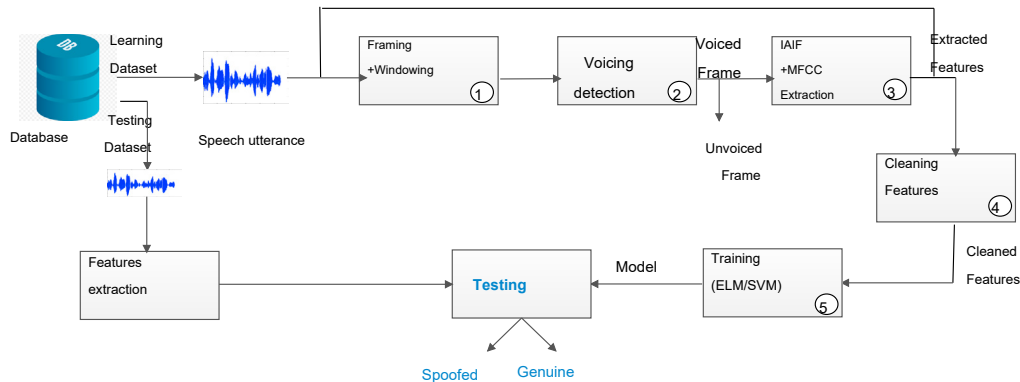 DB
Database
Learning
Dataset
Testing
Dataset
Speech utterance
Framing
+Windowing
1
Voicing
detection
2
Voiced
Frame
Unvoiced
Frame
IAIF
+MFCC
Extraction
3
Extracted
Features
Cleaning
Features
4
Cleaned
Features
Training
(ELM/SVM)
5
Model
Features
extraction
Testing
Spoofed
Genuine